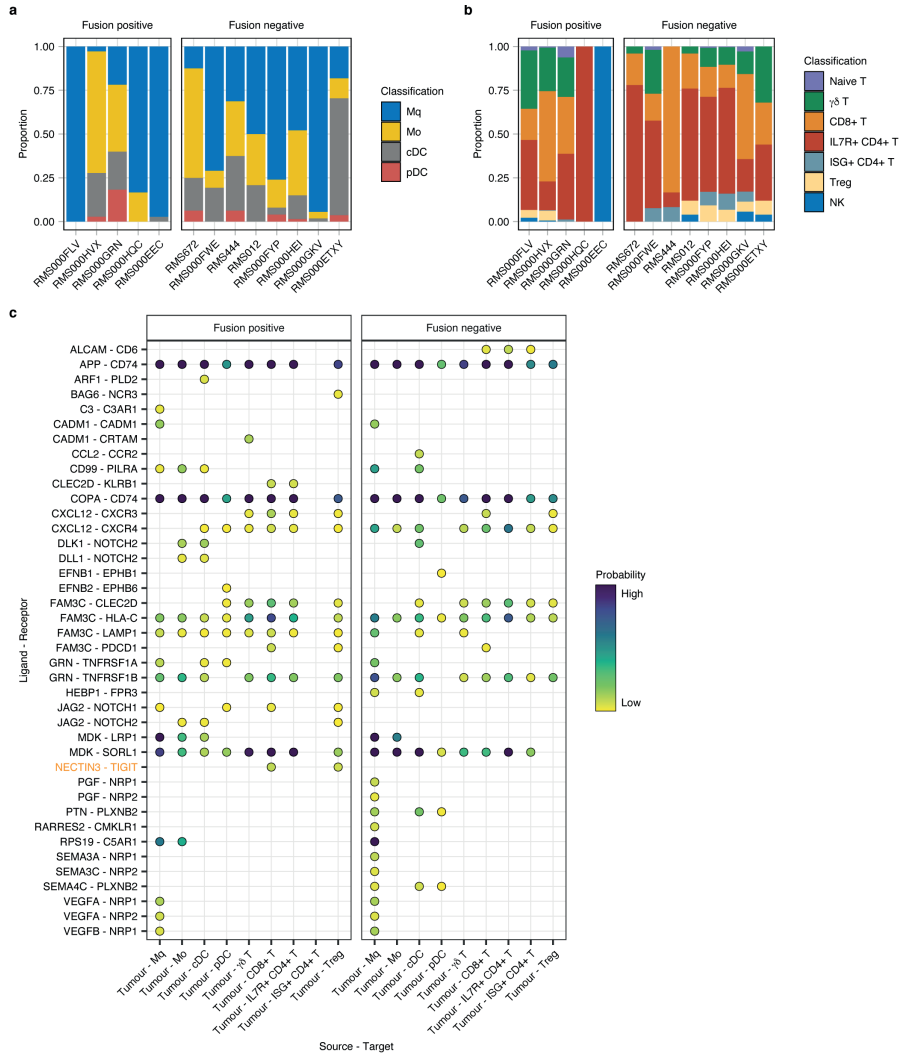 a
Fusion positive
Fusion negative
Proportion
1.00
0.75
0.50
0.25
0.00
RMS000FLV
RMS000HVX
RMS000GRN
RMS000HQC
RMS000EEC
RMS672
RMS000FWE
RMS444
RMS012
RMS000FYP
RMS000HEI
RMS000GKV
RMS000ETXY
Classification
Mq
Mo
cDC
pDC
b
Fusion positive
Fusion negative
Proportion
1.00
0.75
0.50
0.25
0.00
RMS000FLV
RMS000HVX
RMS000GRN
RMS000HQC
RMS000EEC
RMS672
RMS000FWE
RMS444
RMS012
RMS000FYP
RMS000HEI
RMS000GKV
RMS000ETXY
Classification
Naive T
γδ T
CD8+ T
IL7R+ CD4+ T
ISG+ CD4+ T
Treg
NK
c
Fusion positive
Fusion negative
Ligand - Receptor
ALCAM - CD6
APP - CD74
ARF1 - PLD2
BAG6 - NCR3
C3 - C3AR1
CADM1 - CADM1
CADM1 - CRTAM
CCL2 - CCR2
CD99 - PILRA
CLEC2D - KLRB1
COPA - CD74
CXCL12 - CXCR3
CXCL12 - CXCR4
DLK1 - NOTCH2
DLL1 - NOTCH2
EFNB1 - EPHB1
EFNB2 - EPHB6
FAM3C - CLEC2D
FAM3C - HLA-C
FAM3C - LAMP1
FAM3C - PDCD1
GRN - TNFRSF1A
GRN - TNFRSF1B
HEBP1 - FPR3
JAG2 - NOTCH1
JAG2 - NOTCH2
MDK - LRP1
MDK - SORL1
NECTIN3 - TIGIT
PGF - NRP1
PGF - NRP2
PTN - PLXNB2
RARRES2 - CMKLR1
RPS19 - C5AR1
SEMA3A - NRP1
SEMA3C - NRP2
SEMA4C - PLXNB2
VEGFA - NRP1
VEGFA - NRP2
VEGFB - NRP1
Tumour - Mq
Tumour - Mo
Tumour - cDC
Tumour - pDC
Tumour - γδ T
Tumour - CD8+ T
Tumour - IL7R+ CD4+ T
Tumour - ISG+ CD4+ T
Tumour - Treg
Tumour - Mq
Tumour - Mo
Tumour - cDC
Tumour - pDC
Tumour - γδ T
Tumour - CD8+ T
Tumour - IL7R+ CD4+ T
Tumour - ISG+ CD4+ T
Tumour - Treg
Source - Target
Probability
High
Low